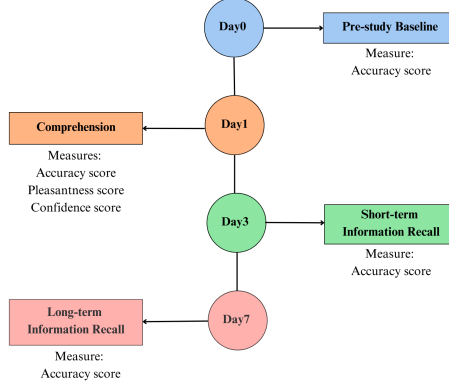 Day0
Pre-study Baseline
Measure:
Accuracy score
Day1
Comprehension
Measures:
Accuracy score
Pleasantness score
Confidence score
Day3
Short-term
Information Recall
Measure:
Accuracy score
Day7
Long-term
Information Recall
Measure:
Accuracy score